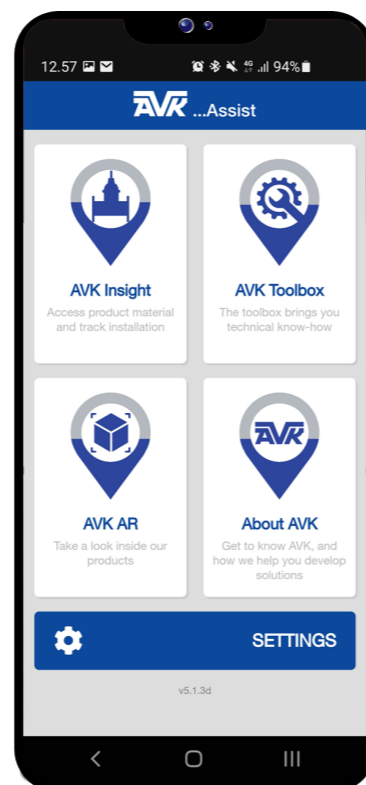 12.57
4G
94%
AVK ...Assist
AVK Insight
Access product material
and track installation
AVK Toolbox
The toolbox brings you
technical know-how
AVK AR
Take a look inside our
products
AVK
About AVK
Get to know AVK, and
how we help you develop
solutions
SETTINGS
v5.1.3d